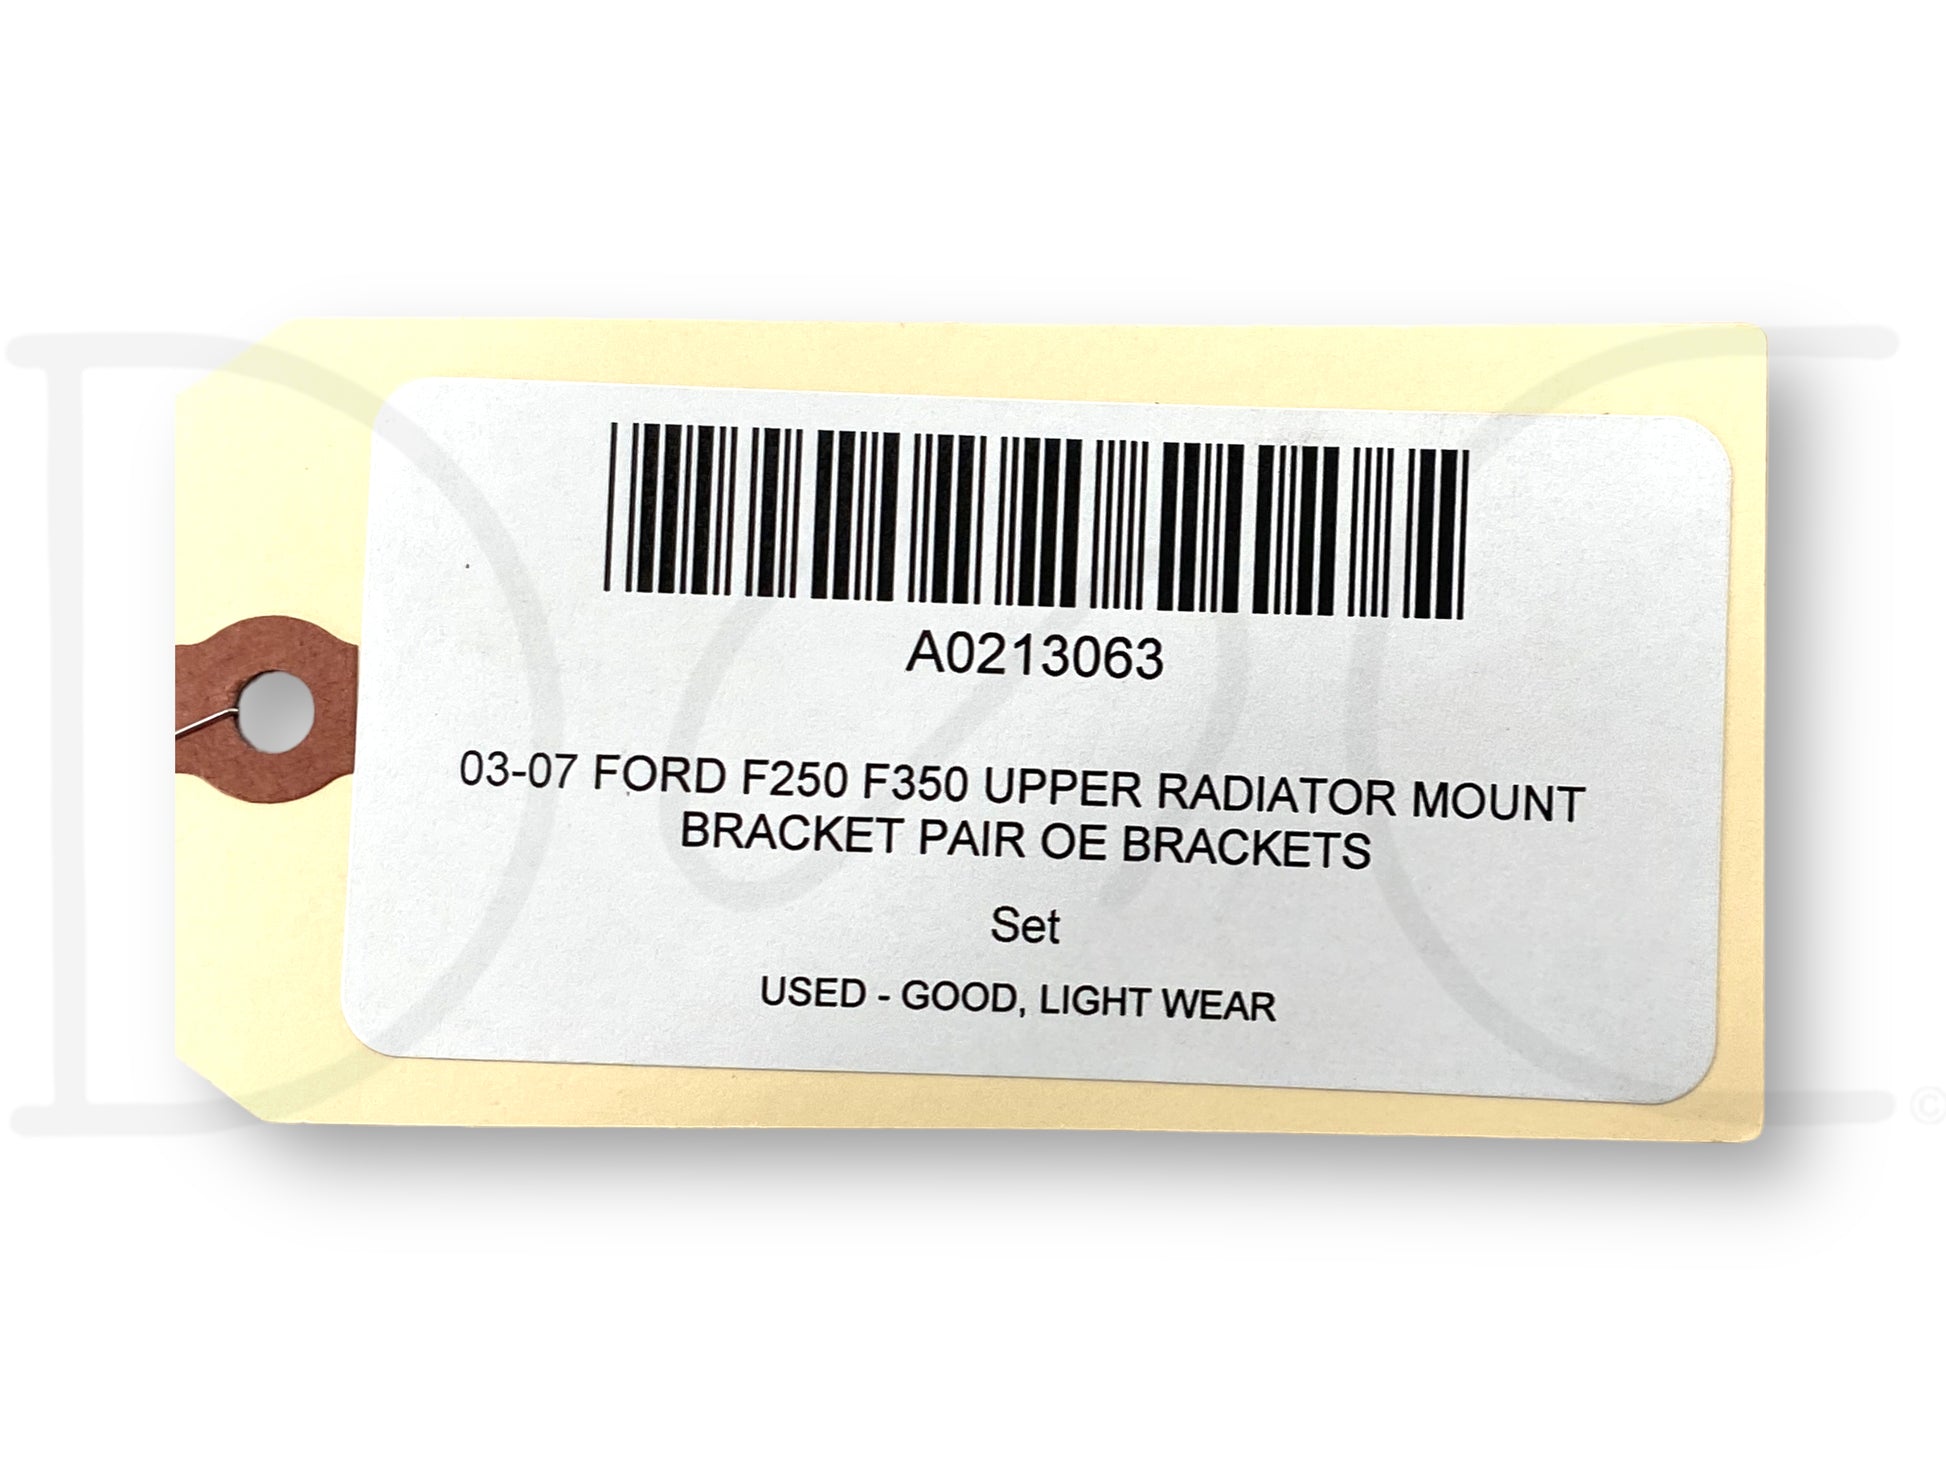 A0213063
03-07 FORD F250 F350 UPPER RADIATOR MOUNT
BRACKET PAIR OE BRACKETS
Set
USED - GOOD, LIGHT WEAR
©